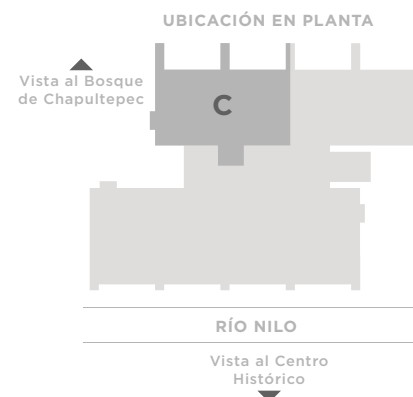 UBICACIÓN EN PLANTA
Vista al Bosque
de Chapultepec
C
RÍO NILO
Vista al Centro
Histórico